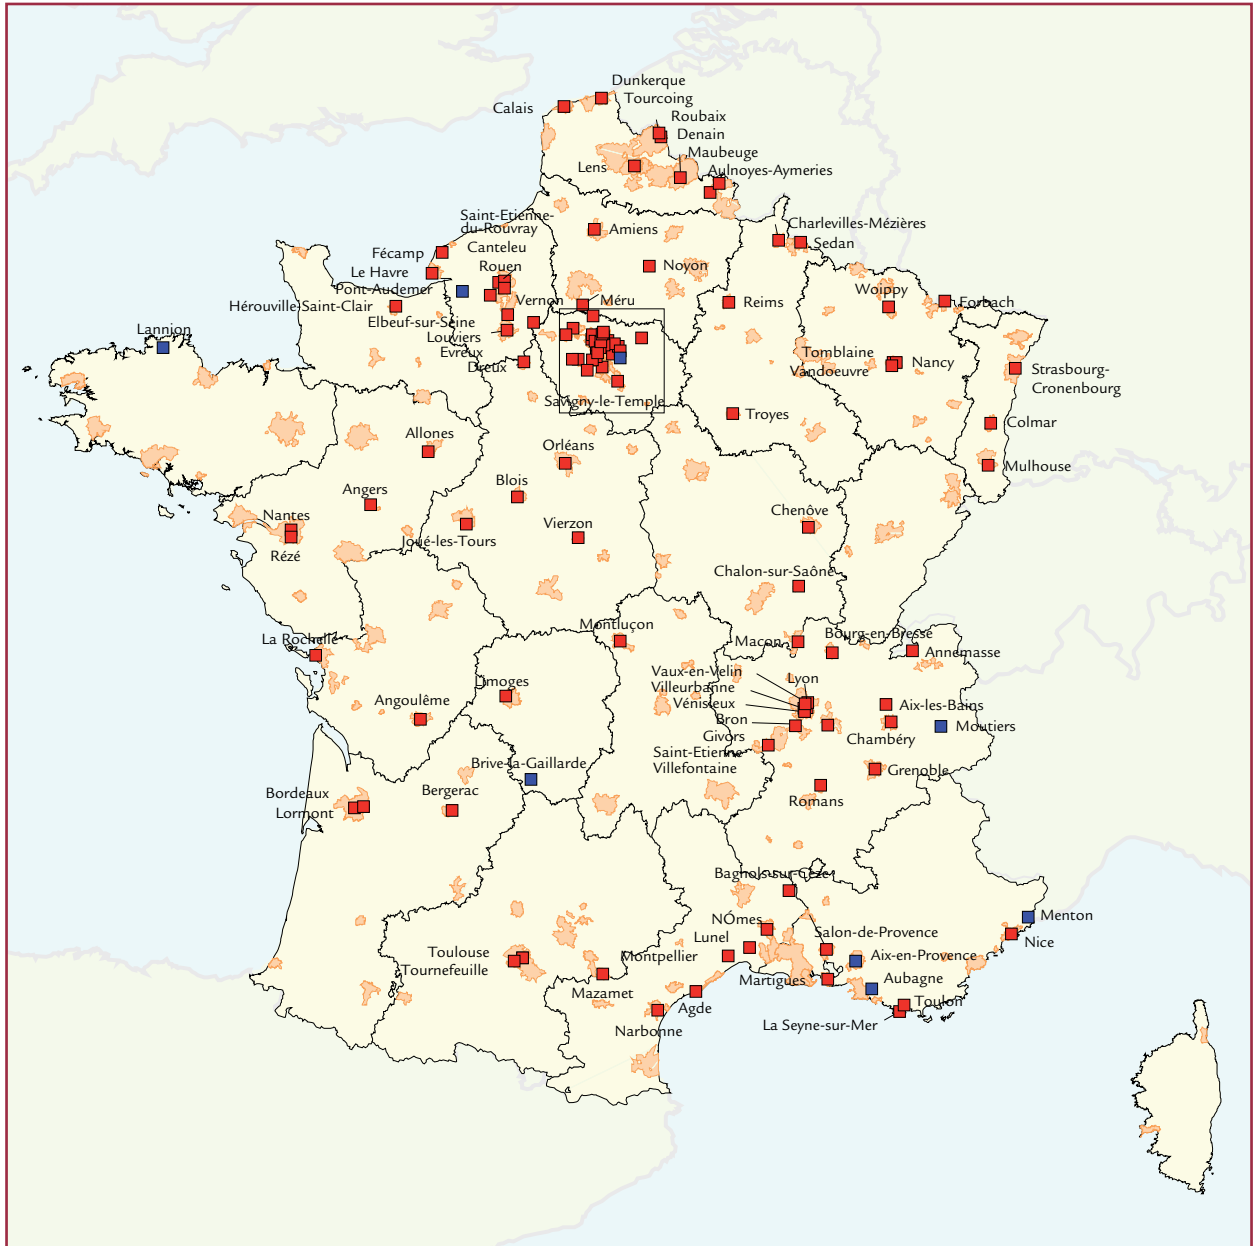 Dunkerque
Tourcoing
Calais
Roubaix
Denain
Maubeuge
Lens
Aulnoyes-Aymeries
Saint-Etienne-
du-Rouvray
Charlevilles-Mézières
Amiens
Sedan
Canteleu
Fécamp
Rouen
Noyon
Le Havre
Pont-Audemer
Woippy
Hérouville-Saint-Clair
Vernon
Méru
Reims
Forbach
Elbeuf-sur-Seine
Lannion
Louviers
Evreux
Tomblaine
Nancy
Dreux
Vandoeuvre
Strasbourg-
Cronenbourg
Savigny-le-Temple
Troyes
Colmar
Allones
Orléans
Mulhouse
Blois
Angers
Chenôve
Nantes
Vierzon
Joué-les-Tours
Rézé
Chalon-sur-Saône
Montluçon
La Rochelle
Macon
Bourg-en-Bresse
Annemasse
Vaux-en-Velin
Limoges
Lyon
Villeurbanne
Angoulême
Vénisieux
Aix-les-Bains
Bron
Moutiers
Givors
Chambéry
Saint-Etienne
Brive-la-Gaillarde
Villefontaine
Grenoble
Bordeaux
Bergerac
Romans
Lormont
Bagnols-sur-Cèze
NÓmes
Menton
Salon-de-Provence
Lunel
Nice
Toulouse
Montpellier
Aix-en-Provence
Tournefeuille
Martigues
Aubagne
Mazamet
Agde
Toulon
La Seyne-sur-Mer
Narbonne